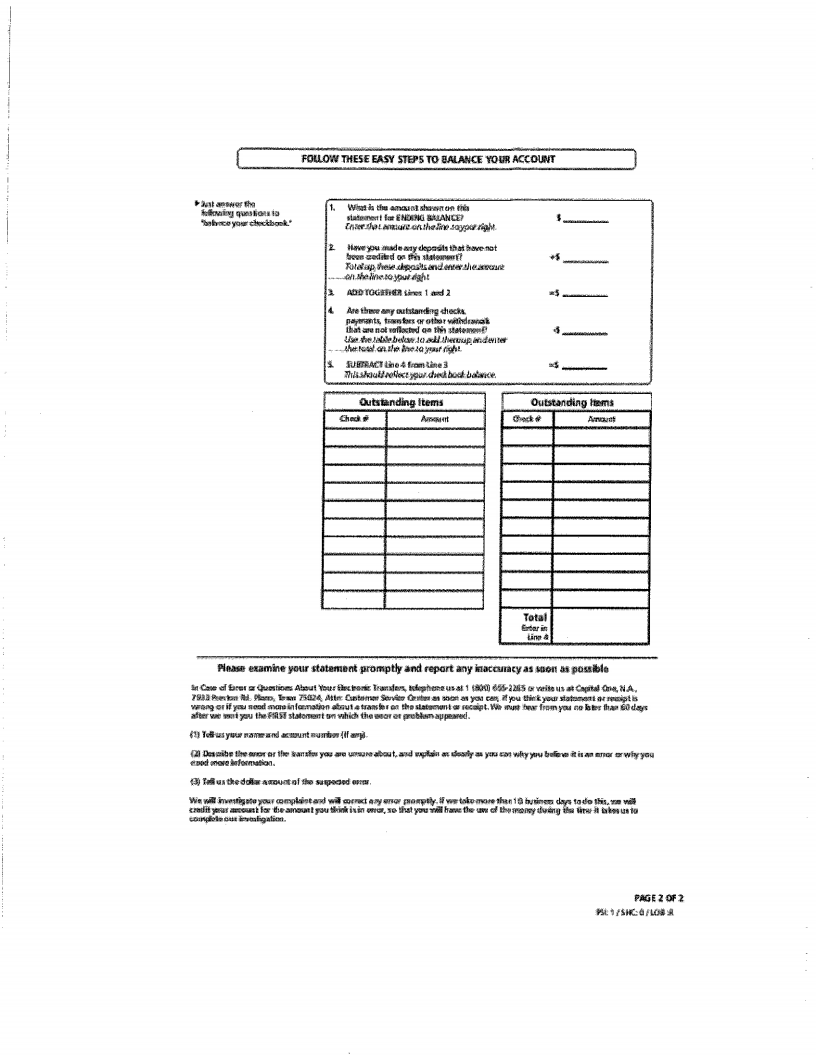 FOLLOW THESE EASY STEPS TO BALANCE YOUR ACCOUNT
Just answer the
following questions to
"balance your checkbook."
1. What is the amount shown on this
statement for ENDING BALANCE? $
Enter that amount on the line to your right.
2. Have you made any deposits that have not
been credited on this statement? +$
Total up these deposits and enter the amount
on the line to your right
3. ADD TOGETHER Lines 1 and 2 =$
4. Are there any outstanding checks,
payments, transfers or other withdrawals
that are not reflected on this statement? -$
Use the table below to add them up and enter
the total on the line to your right.
5. SUBTRACT Line 4 from Line 3 =$
This should reflect your checkbook balance.
Outstanding Items Outstanding Items
Check # Amount Check # Amount
Total
Enter in
Line 4
Please examine your statement promptly and report any inaccuracy as soon as possible
In Case of Errors or Questions About Your Electronic Transfers, telephone us at 1 (800) 655-2265 or write us at Capital One, N.A.,
7933 Preston Rd. Plano, Texas 75024, Attn: Customer Service Center as soon as you can, if you think your statement or receipt is
wrong or if you need more information about a transfer on the statement or receipt. We must hear from you no later than 60 days
after we sent you the FIRST statement on which the error or problem appeared.
(1) Tell us your name and account number (if any).
(2) Describe the error or the transfer you are unsure about, and explain as clearly as you can why you believe it is an error or why you
need more information.
(3) Tell us the dollar amount of the suspected error.
We will investigate your complaint and will correct any error promptly. If we take more than 10 business days to do this, we will
credit your account for the amount you think is in error, so that you will have the use of the money during the time it takes us to
complete our investigation.
PAGE 2 OF 2
PSI: 1 / SHC: 0 / LOB :R